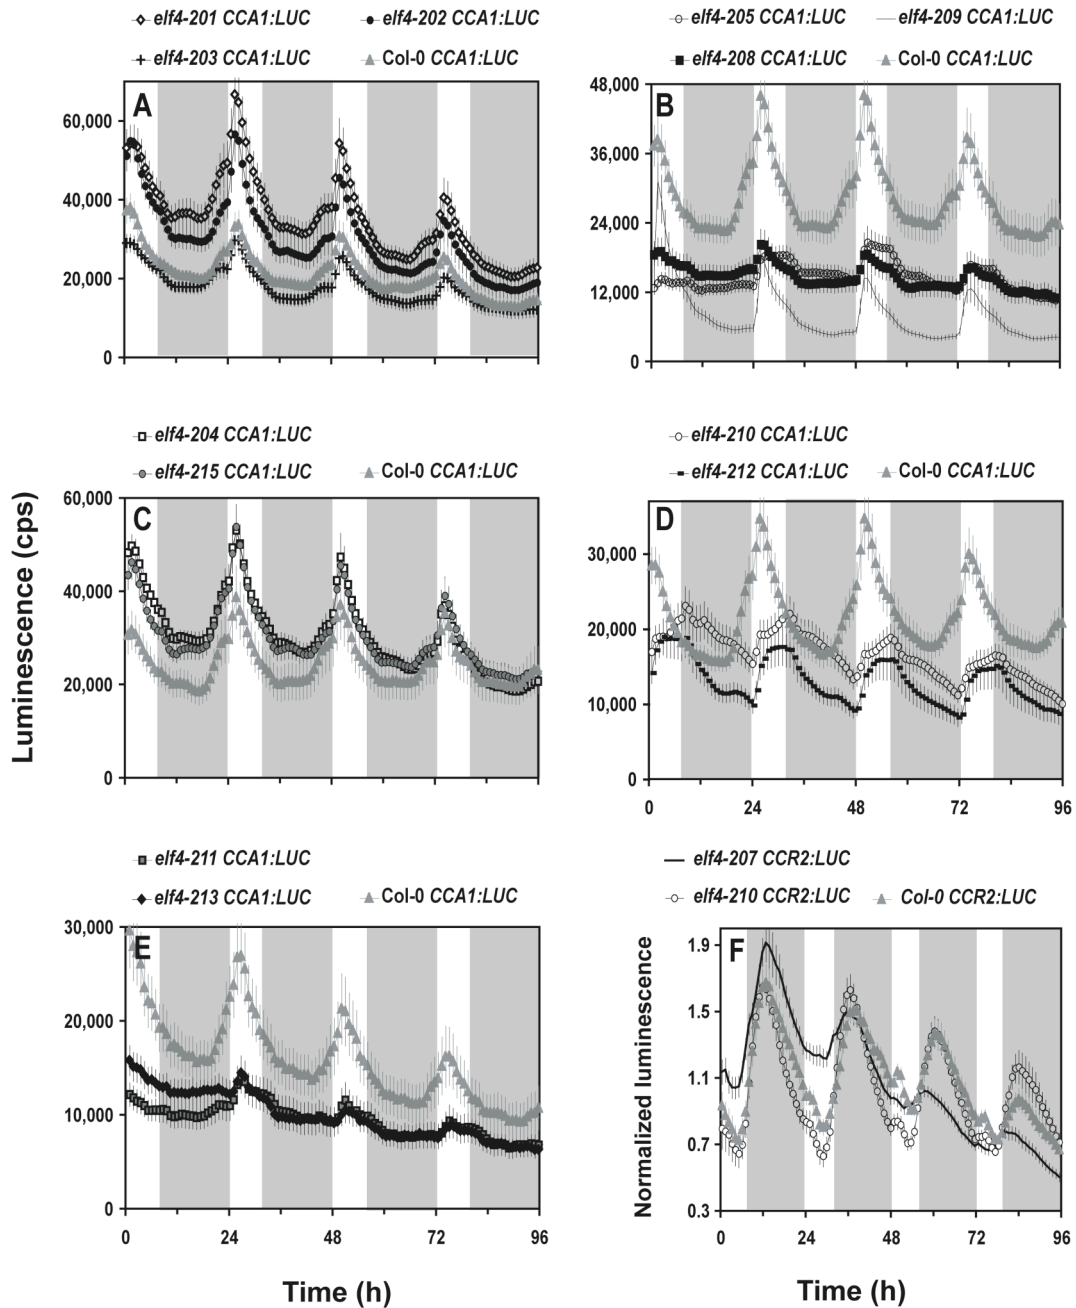 elf4-201 CCA1:LUC elf4-202 CCA1:LUC
elf4-203 CCA1:LUC Col-0 CCA1:LUC
A
60,000
40,000
20,000
0
elf4-205 CCA1:LUC elf4-209 CCA1:LUC
elf4-208 CCA1:LUC Col-0 CCA1:LUC
B
48,000
36,000
24,000
12,000
0
elf4-204 CCA1:LUC
elf4-215 CCA1:LUC Col-0 CCA1:LUC
C
60,000
40,000
20,000
0
elf4-210 CCA1:LUC
elf4-212 CCA1:LUC Col-0 CCA1:LUC
D
30,000
20,000
10,000
0
0 24 48 72 96
Luminescence (cps)
elf4-211 CCA1:LUC
elf4-213 CCA1:LUC Col-0 CCA1:LUC
E
30,000
20,000
10,000
0
0 24 48 72 96
Time (h)
elf4-207 CCR2:LUC
elf4-210 CCR2:LUC Col-0 CCR2:LUC
F
Normalized luminescence
1.9
1.5
1.1
0.7
0.3
0 24 48 72 96
Time (h)